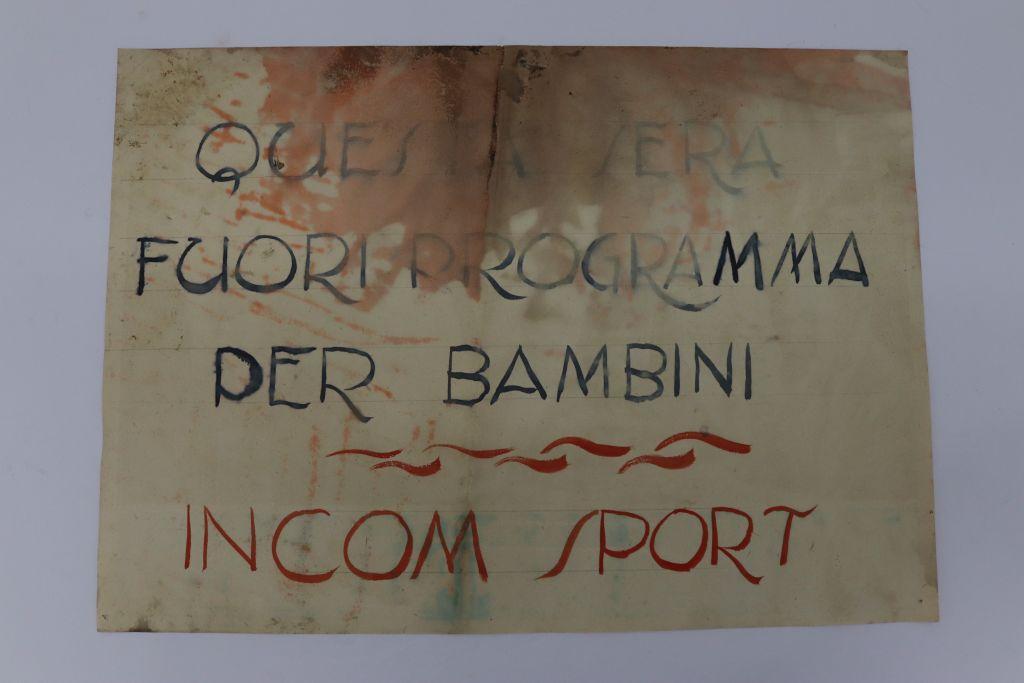 QUESTA SERA
FUORI PROGRAMMA
PER BAMBINI
INCOM SPORT